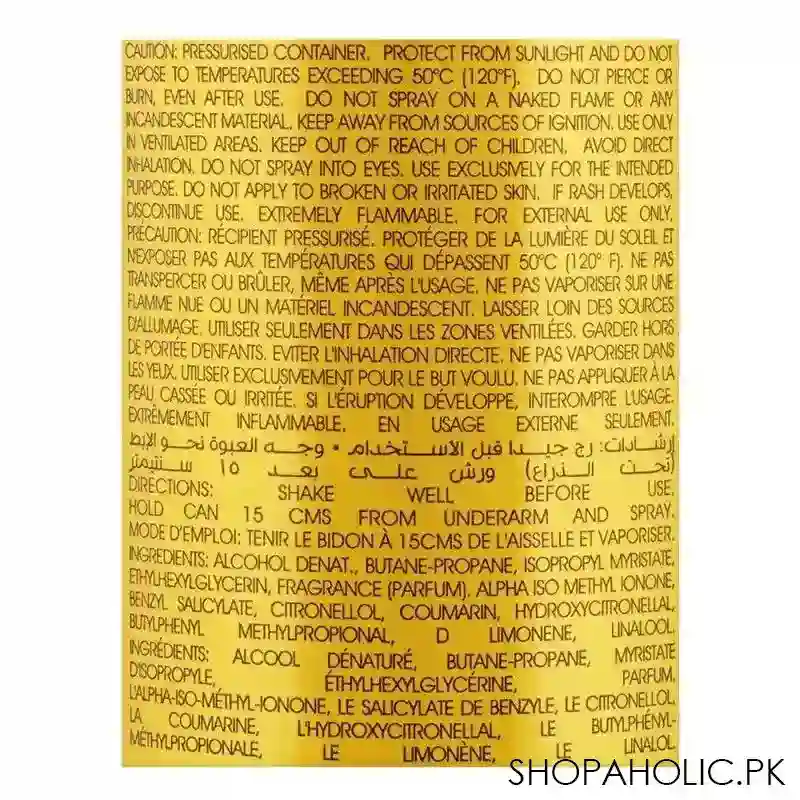 CAUTION: PRESSURISED CONTAINER. PROTECT FROM SUNLIGHT AND DO NOT
EXPOSE TO TEMPERATURES EXCEEDING 50°C (120°F). DO NOT PIERCE OR
BURN, EVEN AFTER USE. DO NOT SPRAY ON A NAKED FLAME OR ANY
INCANDESCENT MATERIAL. KEEP AWAY FROM SOURCES OF IGNITION. USE ONLY
IN VENTILATED AREAS. KEEP OUT OF REACH OF CHILDREN, AVOID DIRECT
INHALATION. DO NOT SPRAY INTO EYES. USE EXCLUSIVELY FOR THE INTENDED
PURPOSE. DO NOT APPLY TO BROKEN OR IRRITATED SKIN. IF RASH DEVELOPS,
DISCONTINUE USE. EXTREMELY FLAMMABLE. FOR EXTERNAL USE ONLY.
PRÉCAUTION: RÉCIPIENT PRESSURISÉ. PROTÉGER DE LA LUMIÈRE DU SOLEIL ET
N'EXPOSER PAS AUX TEMPÉRATURES QUI DÉPASSENT 50°C (120° F). NE PAS
TRANSPERCER OU BRÛLER, MÊME APRÈS L'USAGE. NE PAS VAPORISER SUR UNE
FLAMME NUE OU UN MATÉRIEL INCANDESCENT. LAISSER LOIN DES SOURCES
D'ALLUMAGE. UTILISER SEULEMENT DANS LES ZONES VENTILÉES. GARDER HORS
DE PORTÉE D'ENFANTS. EVITER L'INHALATION DIRECTE. NE PAS VAPORISER DANS
LES YEUX. UTILISER EXCLUSIVEMENT POUR LE BUT VOULU. NE PAS APPLIQUER À LA
PEAU CASSÉE OU IRRITÉE. SI L'ÉRUPTION DÉVELOPPE, INTEROMPRE L'USAGE.
EXTRÊMEMENT INFLAMMABLE. EN USAGE EXTERNE SEULEMENT.
إرشادات: رج جيدا قبل الاستخدام • وجه العبوة نحو الإبط
(تحت الذراع) ورش على بعد ١٥ سنتيمتر
DIRECTIONS: SHAKE WELL BEFORE USE.
HOLD CAN 15 CMS FROM UNDERARM AND SPRAY.
MODE D'EMPLOI: TENIR LE BIDON À 15CMS DE L'AISSELLE ET VAPORISER.
INGREDIENTS: ALCOHOL DENAT., BUTANE-PROPANE, ISOPROPYL MYRISTATE,
ETHYLHEXYLGLYCERIN, FRAGRANCE (PARFUM). ALPHA ISO METHYL IONONE,
BENZYL SALICYLATE, CITRONELLOL, COUMARIN, HYDROXYCITRONELLAL,
BUTYLPHENYL METHYLPROPIONAL, D LIMONENE, LINALOOL.
INGRÉDIENTS: ALCOOL DÉNATURÉ, BUTANE-PROPANE, MYRISTATE
D'ISOPROPYLE, ÉTHYLHEXYLGLYCÉRINE, PARFUM,
L'ALPHA-ISO-MÉTHYL-IONONE, LE SALICYLATE DE BENZYLE, LE CITRONELLOL,
LA COUMARINE, L'HYDROXYCITRONELLAL, LE BUTYLPHÉNYL-
MÉTHYLPROPIONALE, LE LIMONÈNE, LE LINALOL.
SHOPAHOLIC.PK